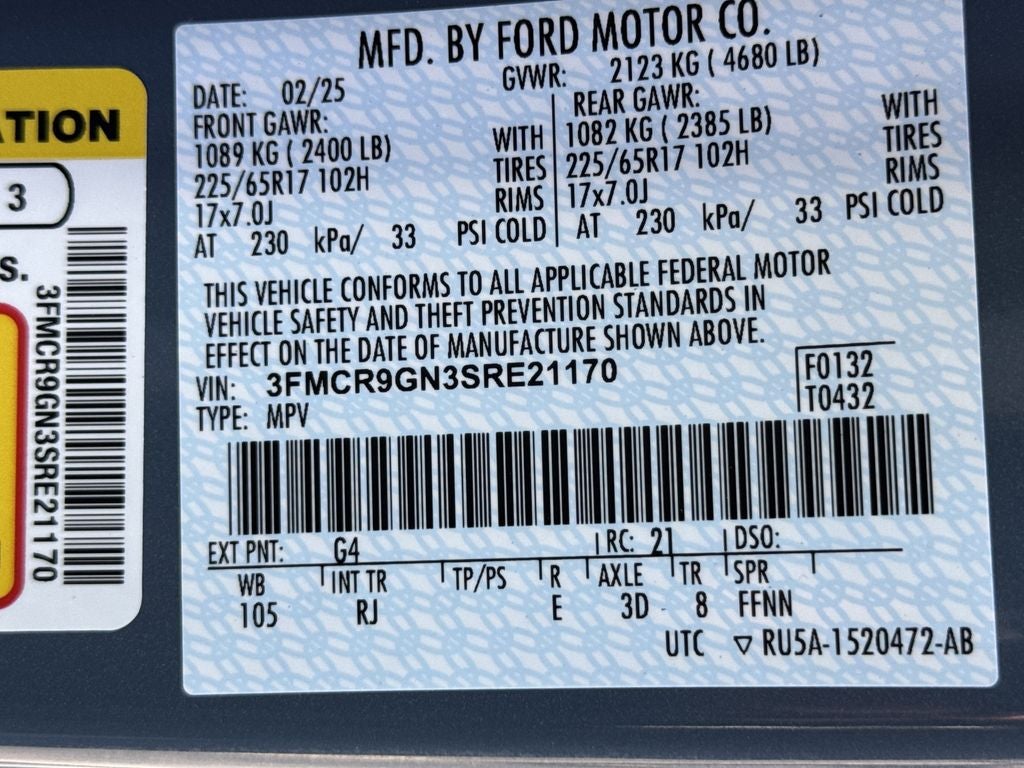 MFD. BY FORD MOTOR CO.
DATE: 02/25 GVWR: 2123 KG ( 4680 LB)
FRONT GAWR: REAR GAWR:
1089 KG ( 2400 LB) WITH 1082 KG ( 2385 LB) WITH
225/65R17 102H TIRES 225/65R17 102H TIRES
17x7.0J RIMS 17x7.0J RIMS
AT 230 kPa/ 33 PSI COLD AT 230 kPa/ 33 PSI COLD
THIS VEHICLE CONFORMS TO ALL APPLICABLE FEDERAL MOTOR
VEHICLE SAFETY AND THEFT PREVENTION STANDARDS IN
EFFECT ON THE DATE OF MANUFACTURE SHOWN ABOVE.
VIN: 3FMCR9GN3SRE21170 F0132
TYPE: MPV T0432
EXT PNT: G4 RC: 21 DSO:
WB INT TR TP/PS R AXLE TR SPR
105 RJ E 3D 8 FFNN
UTC ▽ RU5A-1520472-AB
ATION
3
S.
3FMCR9GN3SRE21170